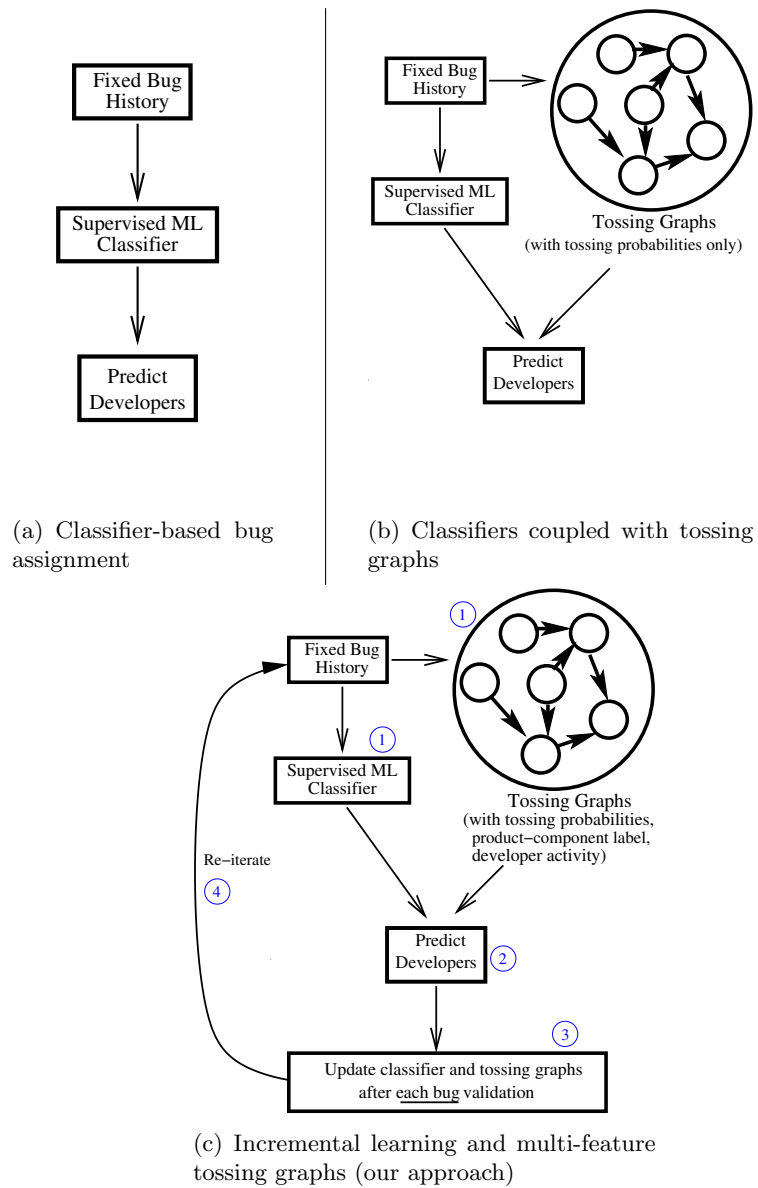 Fixed Bug
History
Supervised ML
Classifier
Predict
Developers
(a) Classifier-based bug
assignment
Fixed Bug
History
Supervised ML
Classifier
Tossing Graphs
(with tossing probabilities only)
Predict
Developers
(b) Classifiers coupled with tossing
graphs
1
Fixed Bug
History
1
Supervised ML
Classifier
Tossing Graphs
(with tossing probabilities,
product−component label,
developer activity)
Re−iterate
4
Predict
Developers
2
3
Update classifier and tossing graphs
after each bug validation
(c) Incremental learning and multi-feature
tossing graphs (our approach)